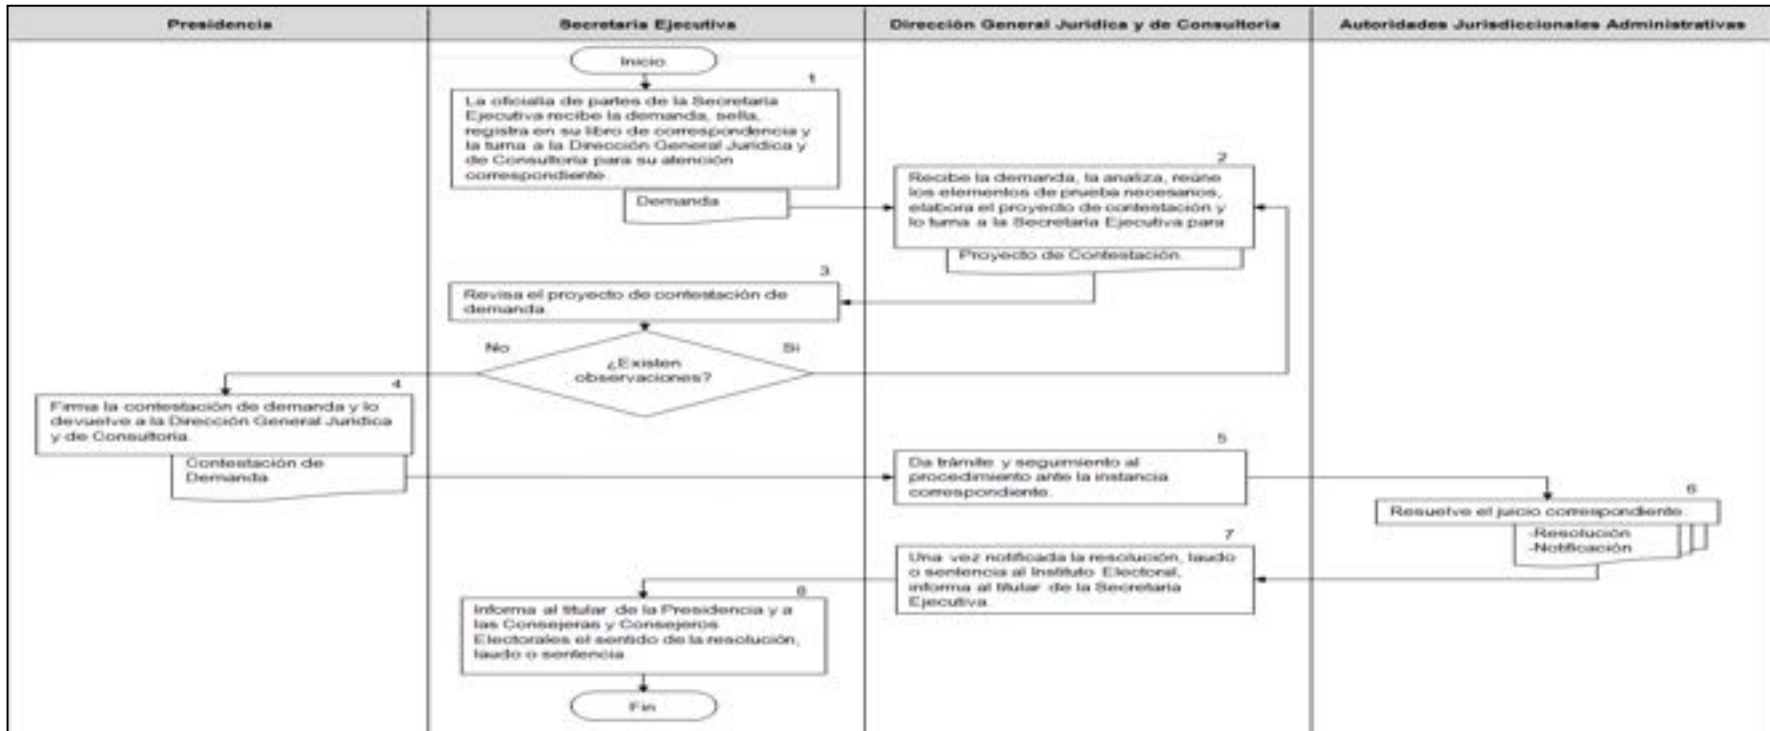 Presidencia
Secretaría Ejecutiva
Dirección General Jurídica y de Consultoría
Autoridades Jurisdiccionales Administrativas
Inicio
1
La oficialía de partes de la Secretaría
Ejecutiva recibe la demanda, sella,
registra en su libro de correspondencia y
la turna a la Dirección General Jurídica y
de Consultoría para su atención
correspondiente.
Demanda
2
Recibe la demanda, la analiza, reúne
los elementos de prueba necesarios,
elabora el proyecto de contestación y
lo turna a la Secretaría Ejecutiva para
Proyecto de Contestación.
3
Revisa el proyecto de contestación de
demanda.
No
¿Existen
observaciones?
Si
4
Firma la contestación de demanda y lo
devuelve a la Dirección General Jurídica
y de Consultoría.
Contestación de
Demanda
5
Da trámite y seguimiento al
procedimiento ante la instancia
correspondiente.
6
Resuelve el juicio correspondiente
-Resolución
-Notificación
7
Una vez notificada la resolución, laudo
o sentencia al Instituto Electoral,
informa al titular de la Secretaría
Ejecutiva.
8
Informa al titular de la Presidencia y a
las Consejeras y Consejeros
Electorales el sentido de la resolución,
laudo o sentencia
Fin